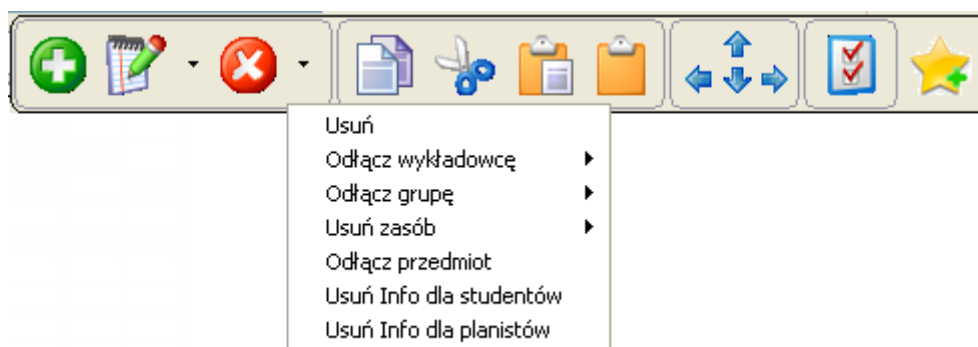 Usuń
Odłącz wykładowcę
Odłącz grupę
Usuń zasób
Odłącz przedmiot
Usuń Info dla studentów
Usuń Info dla planistów